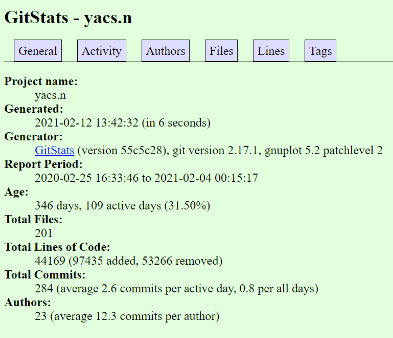 GitStats - yacs.n
General Activity Authors Files Lines Tags
Project name:
yacs.n
Generated:
2021-02-12 13:42:32 (in 6 seconds)
Generator:
GitStats (version 55c5c28), git version 2.17.1, gnuplot 5.2 patchlevel 2
Report Period:
2020-02-25 16:33:46 to 2021-02-04 00:15:17
Age:
346 days, 109 active days (31.50%)
Total Files:
201
Total Lines of Code:
44169 (97435 added, 53266 removed)
Total Commits:
284 (average 2.6 commits per active day, 0.8 per all days)
Authors:
23 (average 12.3 commits per author)